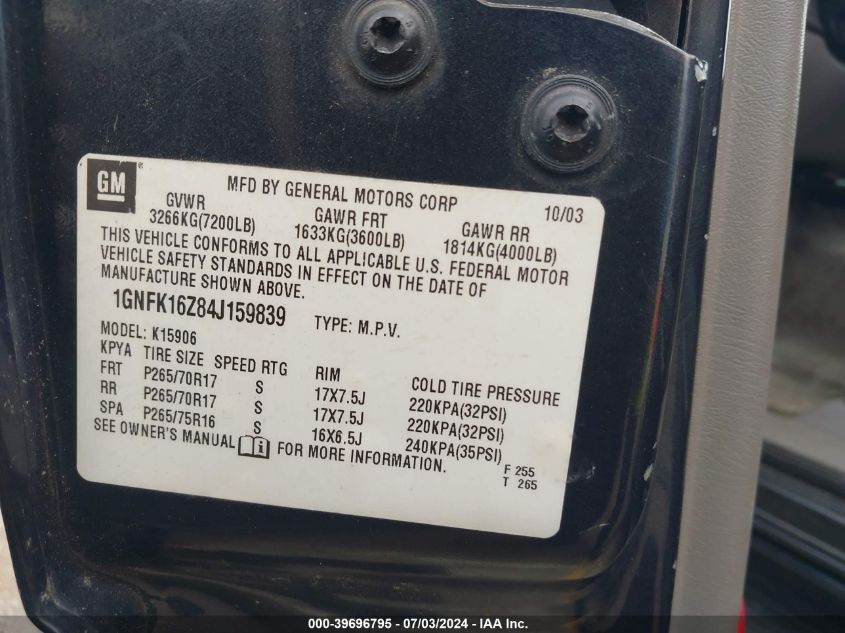 GM MFD BY GENERAL MOTORS CORP 10/03
GVWR GAWR FRT GAWR RR
3266KG(7200LB) 1633KG(3600LB) 1814KG(4000LB)
THIS VEHICLE CONFORMS TO ALL APPLICABLE U.S. FEDERAL MOTOR
VEHICLE SAFETY STANDARDS IN EFFECT ON THE DATE OF
MANUFACTURE SHOWN ABOVE.
1GNFK16Z84J159839 TYPE: M.P.V.
MODEL: K15906
KPYA TIRE SIZE SPEED RTG RIM COLD TIRE PRESSURE
FRT P265/70R17 S 17X7.5J 220KPA(32PSI)
RR P265/70R17 S 17X7.5J 220KPA(32PSI)
SPA P265/75R16 S 16X6.5J 240KPA(35PSI)
SEE OWNER'S MANUAL FOR MORE INFORMATION.
F 255
T 265
000-39696795 - 07/03/2024 - IAA Inc.